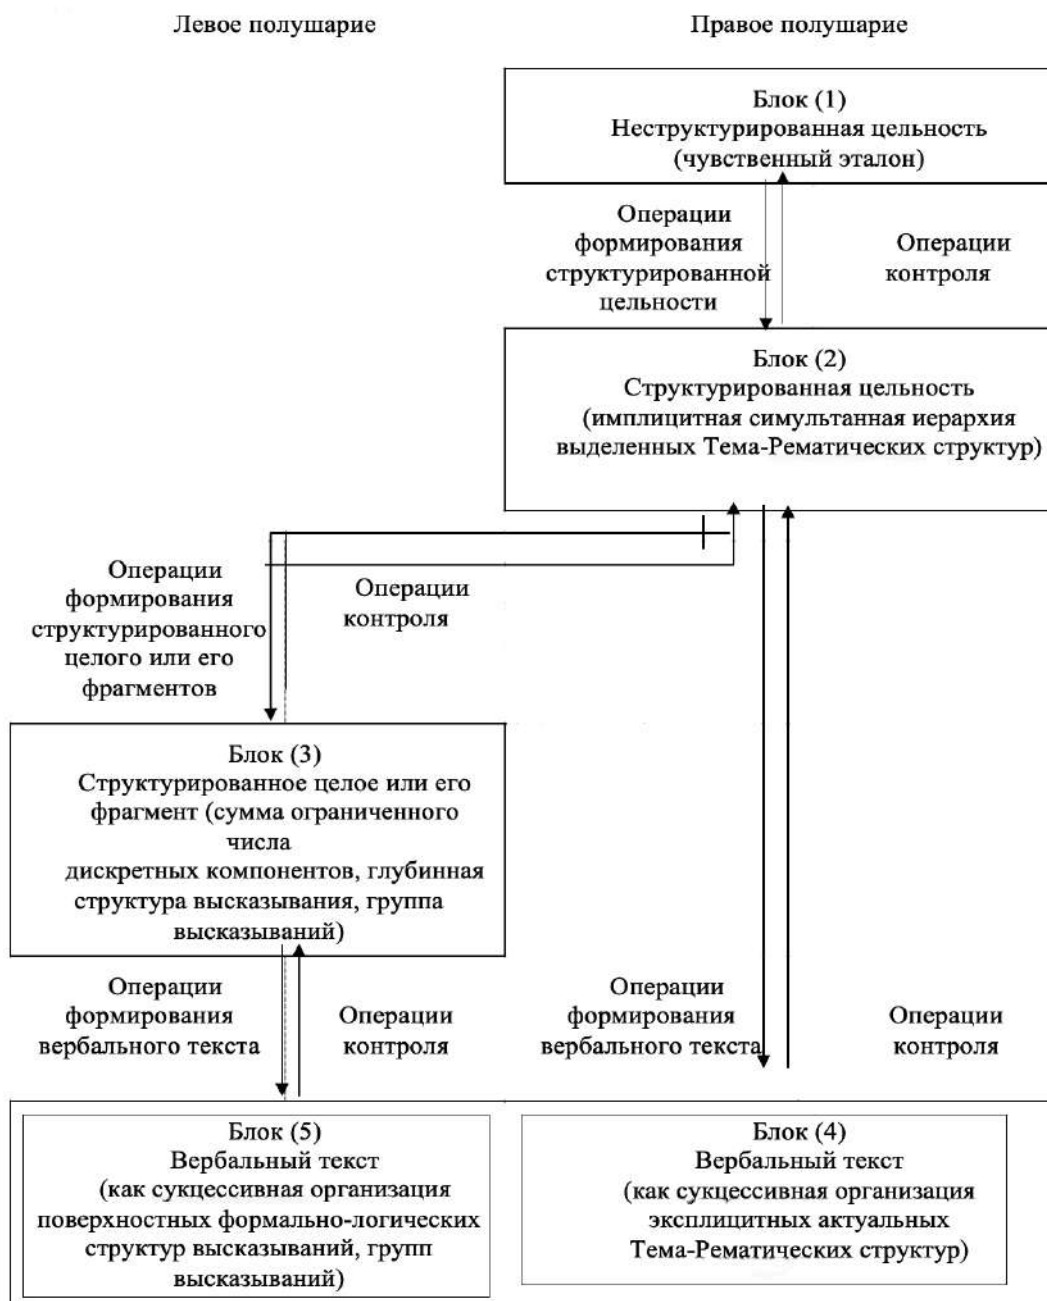 Левое полушарие
Правое полушарие
Блок (1)
Неструктурированная цельность
(чувственный эталон)
Операции
формирования
структурированной
цельности
Операции
контроля
Блок (2)
Структурированная цельность
(имплицитная симультанная иерархия
выделенных Тема-Рематических структур)
Операции
формирования
структурированного
целого или его
фрагментов
Операции
контроля
Блок (3)
Структурированное целое или его
фрагмент (сумма ограниченного
числа
дискретных компонентов, глубинная
структура высказывания, группа
высказываний)
Операции
формирования
вербального текста
Операции
контроля
Операции
формирования
вербального текста
Операции
контроля
Блок (5)
Вербальный текст
(как сукцессивная организация
поверхностных формально-логических
структур высказываний, групп
высказываний)
Блок (4)
Вербальный текст
(как сукцессивная организация
эксплицитных актуальных
Тема-Рематических структур)